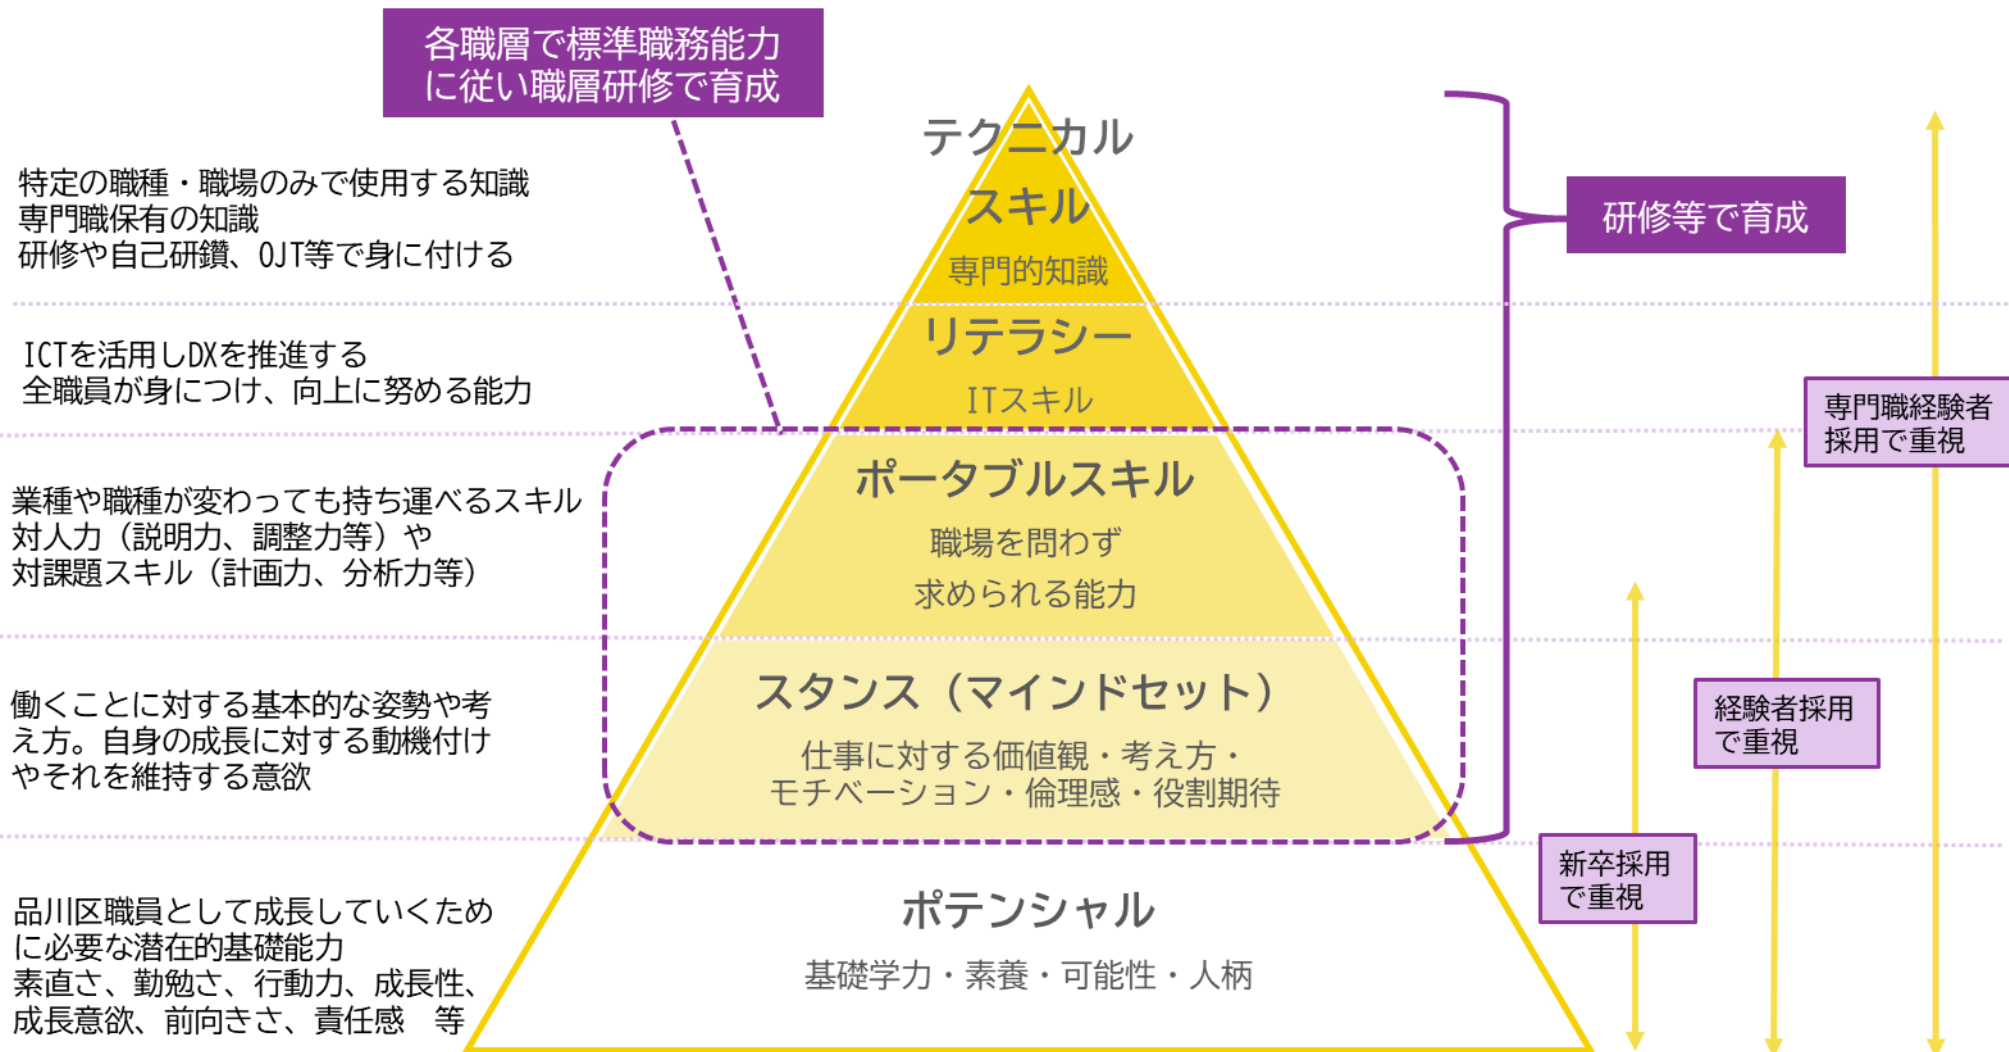 各職層で標準職務能力
に従い職層研修で育成
特定の職種・職場のみで使用する知識
専門職保有の知識
研修や自己研鑽、OJT等で身に付ける
テクニカル
スキル
専門的知識
研修等で育成
ICTを活用しDXを推進する
全職員が身につけ、向上に努める能力
リテラシー
ITスキル
専門職経験者
採用で重視
業種や職種が変わっても持ち運べるスキル
対人力（説明力、調整力等）や
対課題スキル（計画力、分析力等）
ポータブルスキル
職場を問わず
求められる能力
働くことに対する基本的な姿勢や考
え方。自身の成長に対する動機付け
やそれを維持する意欲
スタンス（マインドセット）
仕事に対する価値観・考え方・
モチベーション・倫理感・役割期待
経験者採用
で重視
品川区職員として成長していくため
に必要な潜在的基礎能力
素直さ、勤勉さ、行動力、成長性、
成長意欲、前向きさ、責任感　等
ポテンシャル
基礎学力・素養・可能性・人柄
新卒採用
で重視